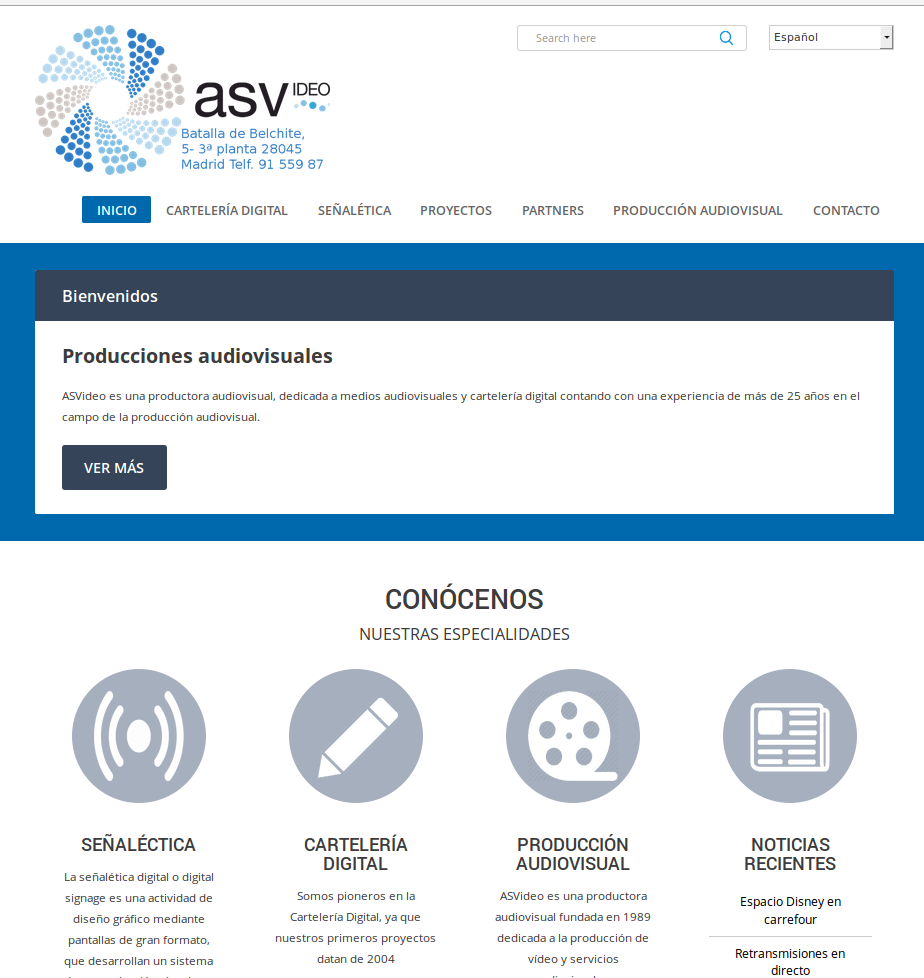 Search here
Español
asv IDEO
Batalla de Belchite,
5- 3ª planta 28045
Madrid Telf. 91 559 87
INICIO
CARTELERÍA DIGITAL
SEÑALÉTICA
PROYECTOS
PARTNERS
PRODUCCIÓN AUDIOVISUAL
CONTACTO
Bienvenidos
Producciones audiovisuales
ASVideo es una productora audiovisual, dedicada a medios audiovisuales y cartelería digital contando con una experiencia de más de 25 años en el
campo de la producción audiovisual.
VER MÁS
CONÓCENOS
NUESTRAS ESPECIALIDADES
SEÑALÉCTICA
La señalética digital o digital
signage es una actividad de
diseño gráfico mediante
pantallas de gran formato,
que desarrollan un sistema
CARTELERÍA
DIGITAL
Somos pioneros en la
Cartelería Digital, ya que
nuestros primeros proyectos
datan de 2004
PRODUCCIÓN
AUDIOVISUAL
ASVideo es una productora
audiovisual fundada en 1989
dedicada a la producción de
vídeo y servicios
NOTICIAS
RECIENTES
Espacio Disney en
carrefour
Retransmisiones en
directo